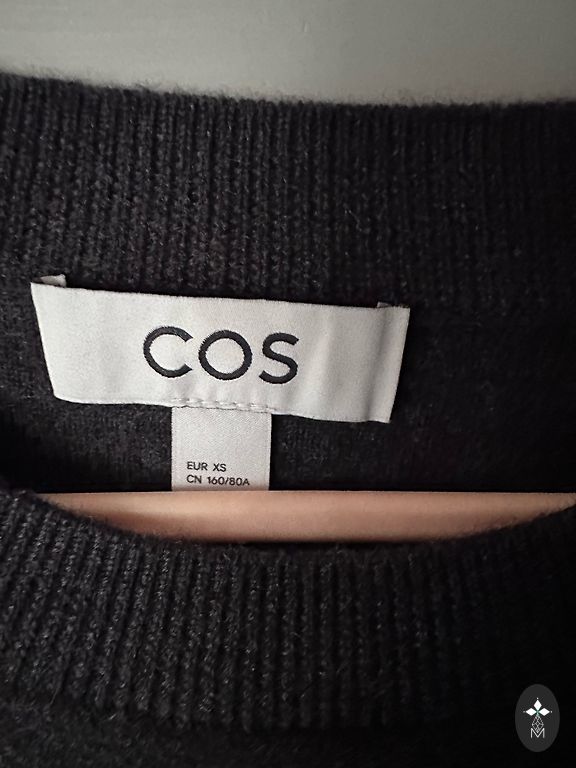 COS
EUR XS
CN 160/80A
M